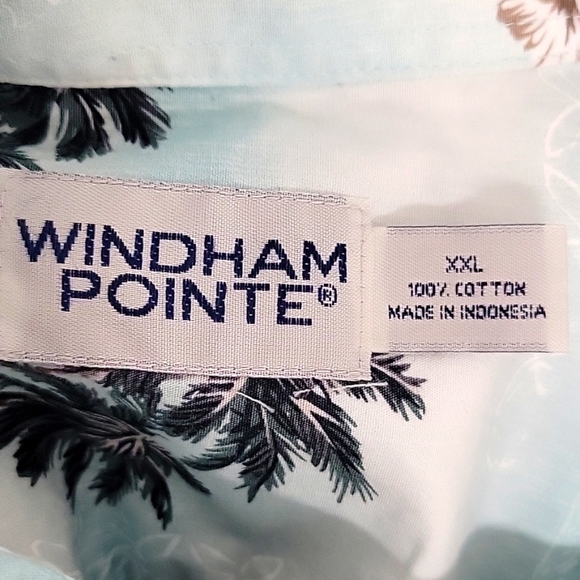 WINDHAM
POINTE®
XXL
100% COTTON
MADE IN INDONESIA